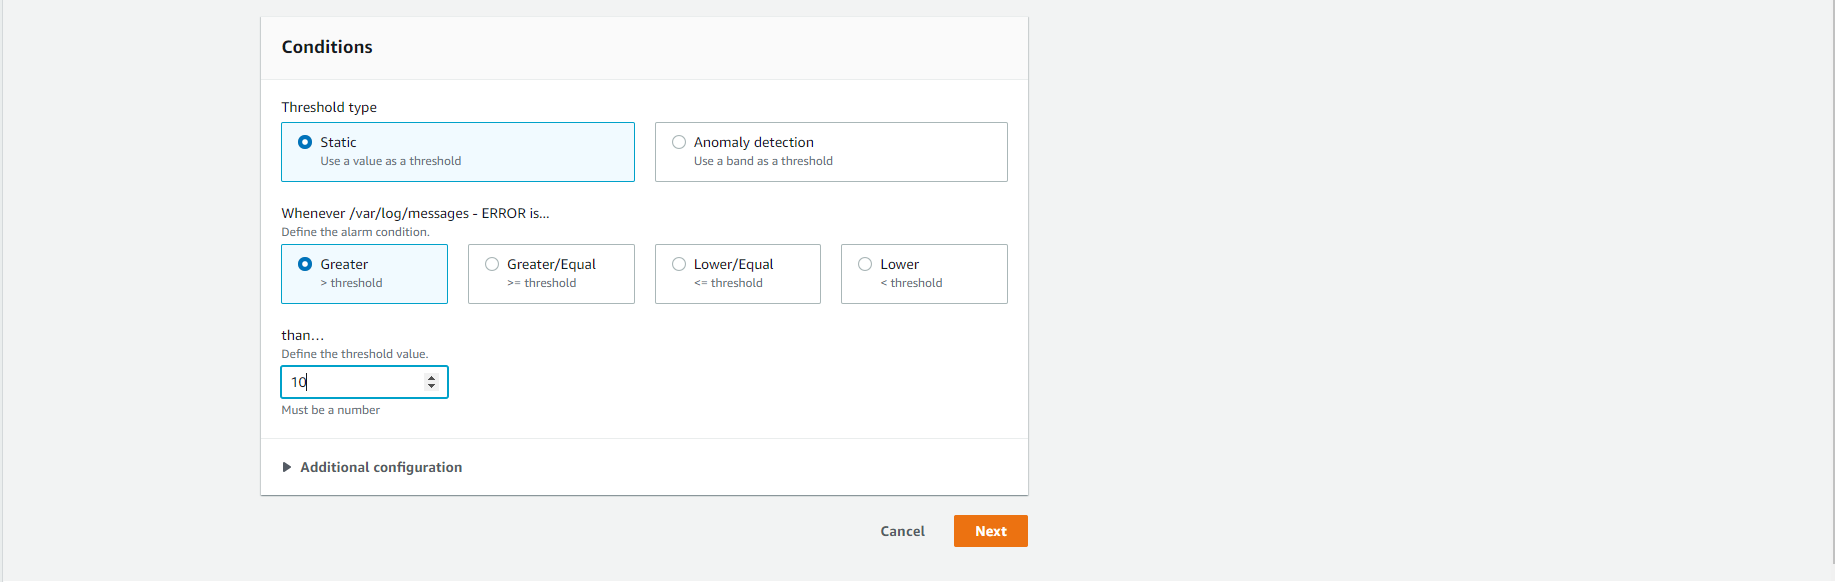 Conditions
Threshold type
Static
Use a value as a threshold
Anomaly detection
Use a band as a threshold
Whenever /var/log/messages - ERROR is...
Define the alarm condition.
Greater
> threshold
Greater/Equal
>= threshold
Lower/Equal
<= threshold
Lower
< threshold
than...
Define the threshold value.
10
Must be a number
Additional configuration
Cancel
Next